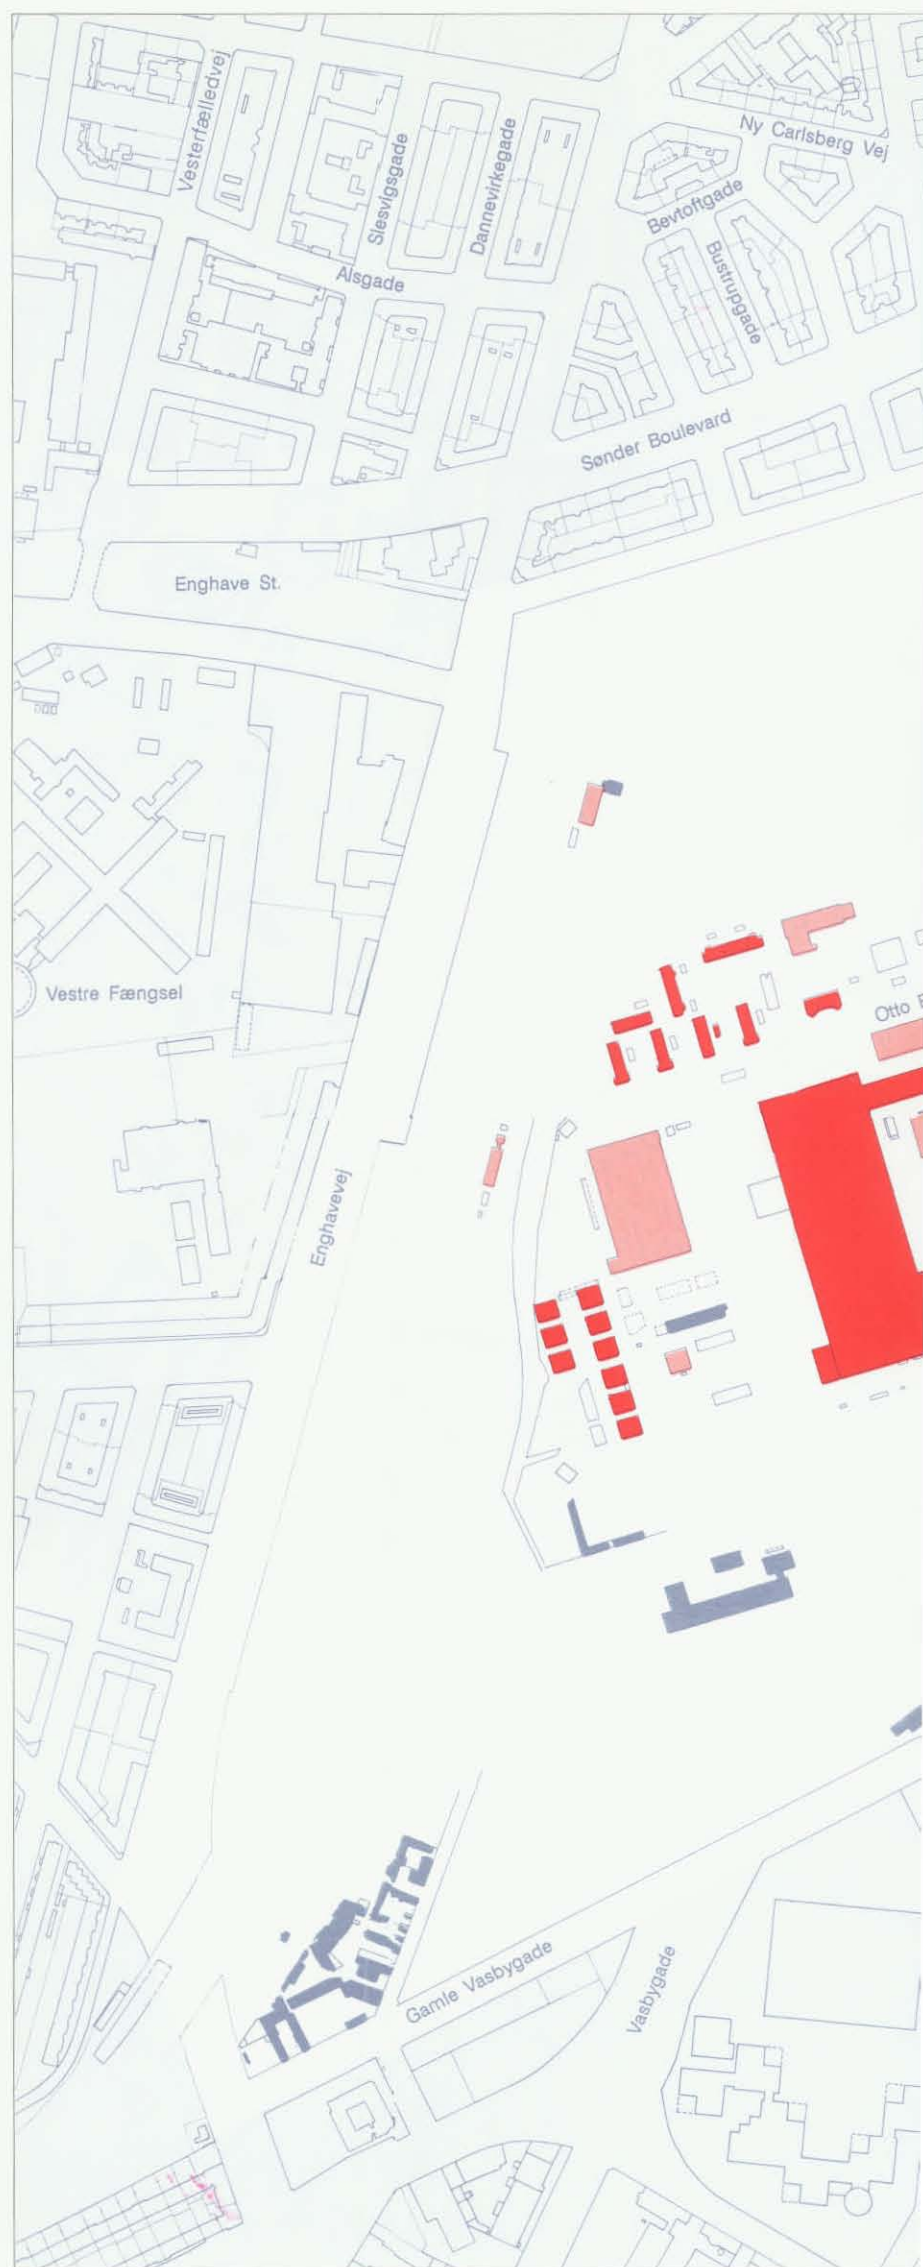 Vesterfælledvej
Slesvigsgade
Dannevirkegade
Ny Carlsberg Vej
Bevtoftgade
Bustrupgade
Alsgade
Sønder Boulevard
Enghave St.
Vestre Fængsel
Otto
Enghavevej
Gamle Vasbygade
Vasbygade